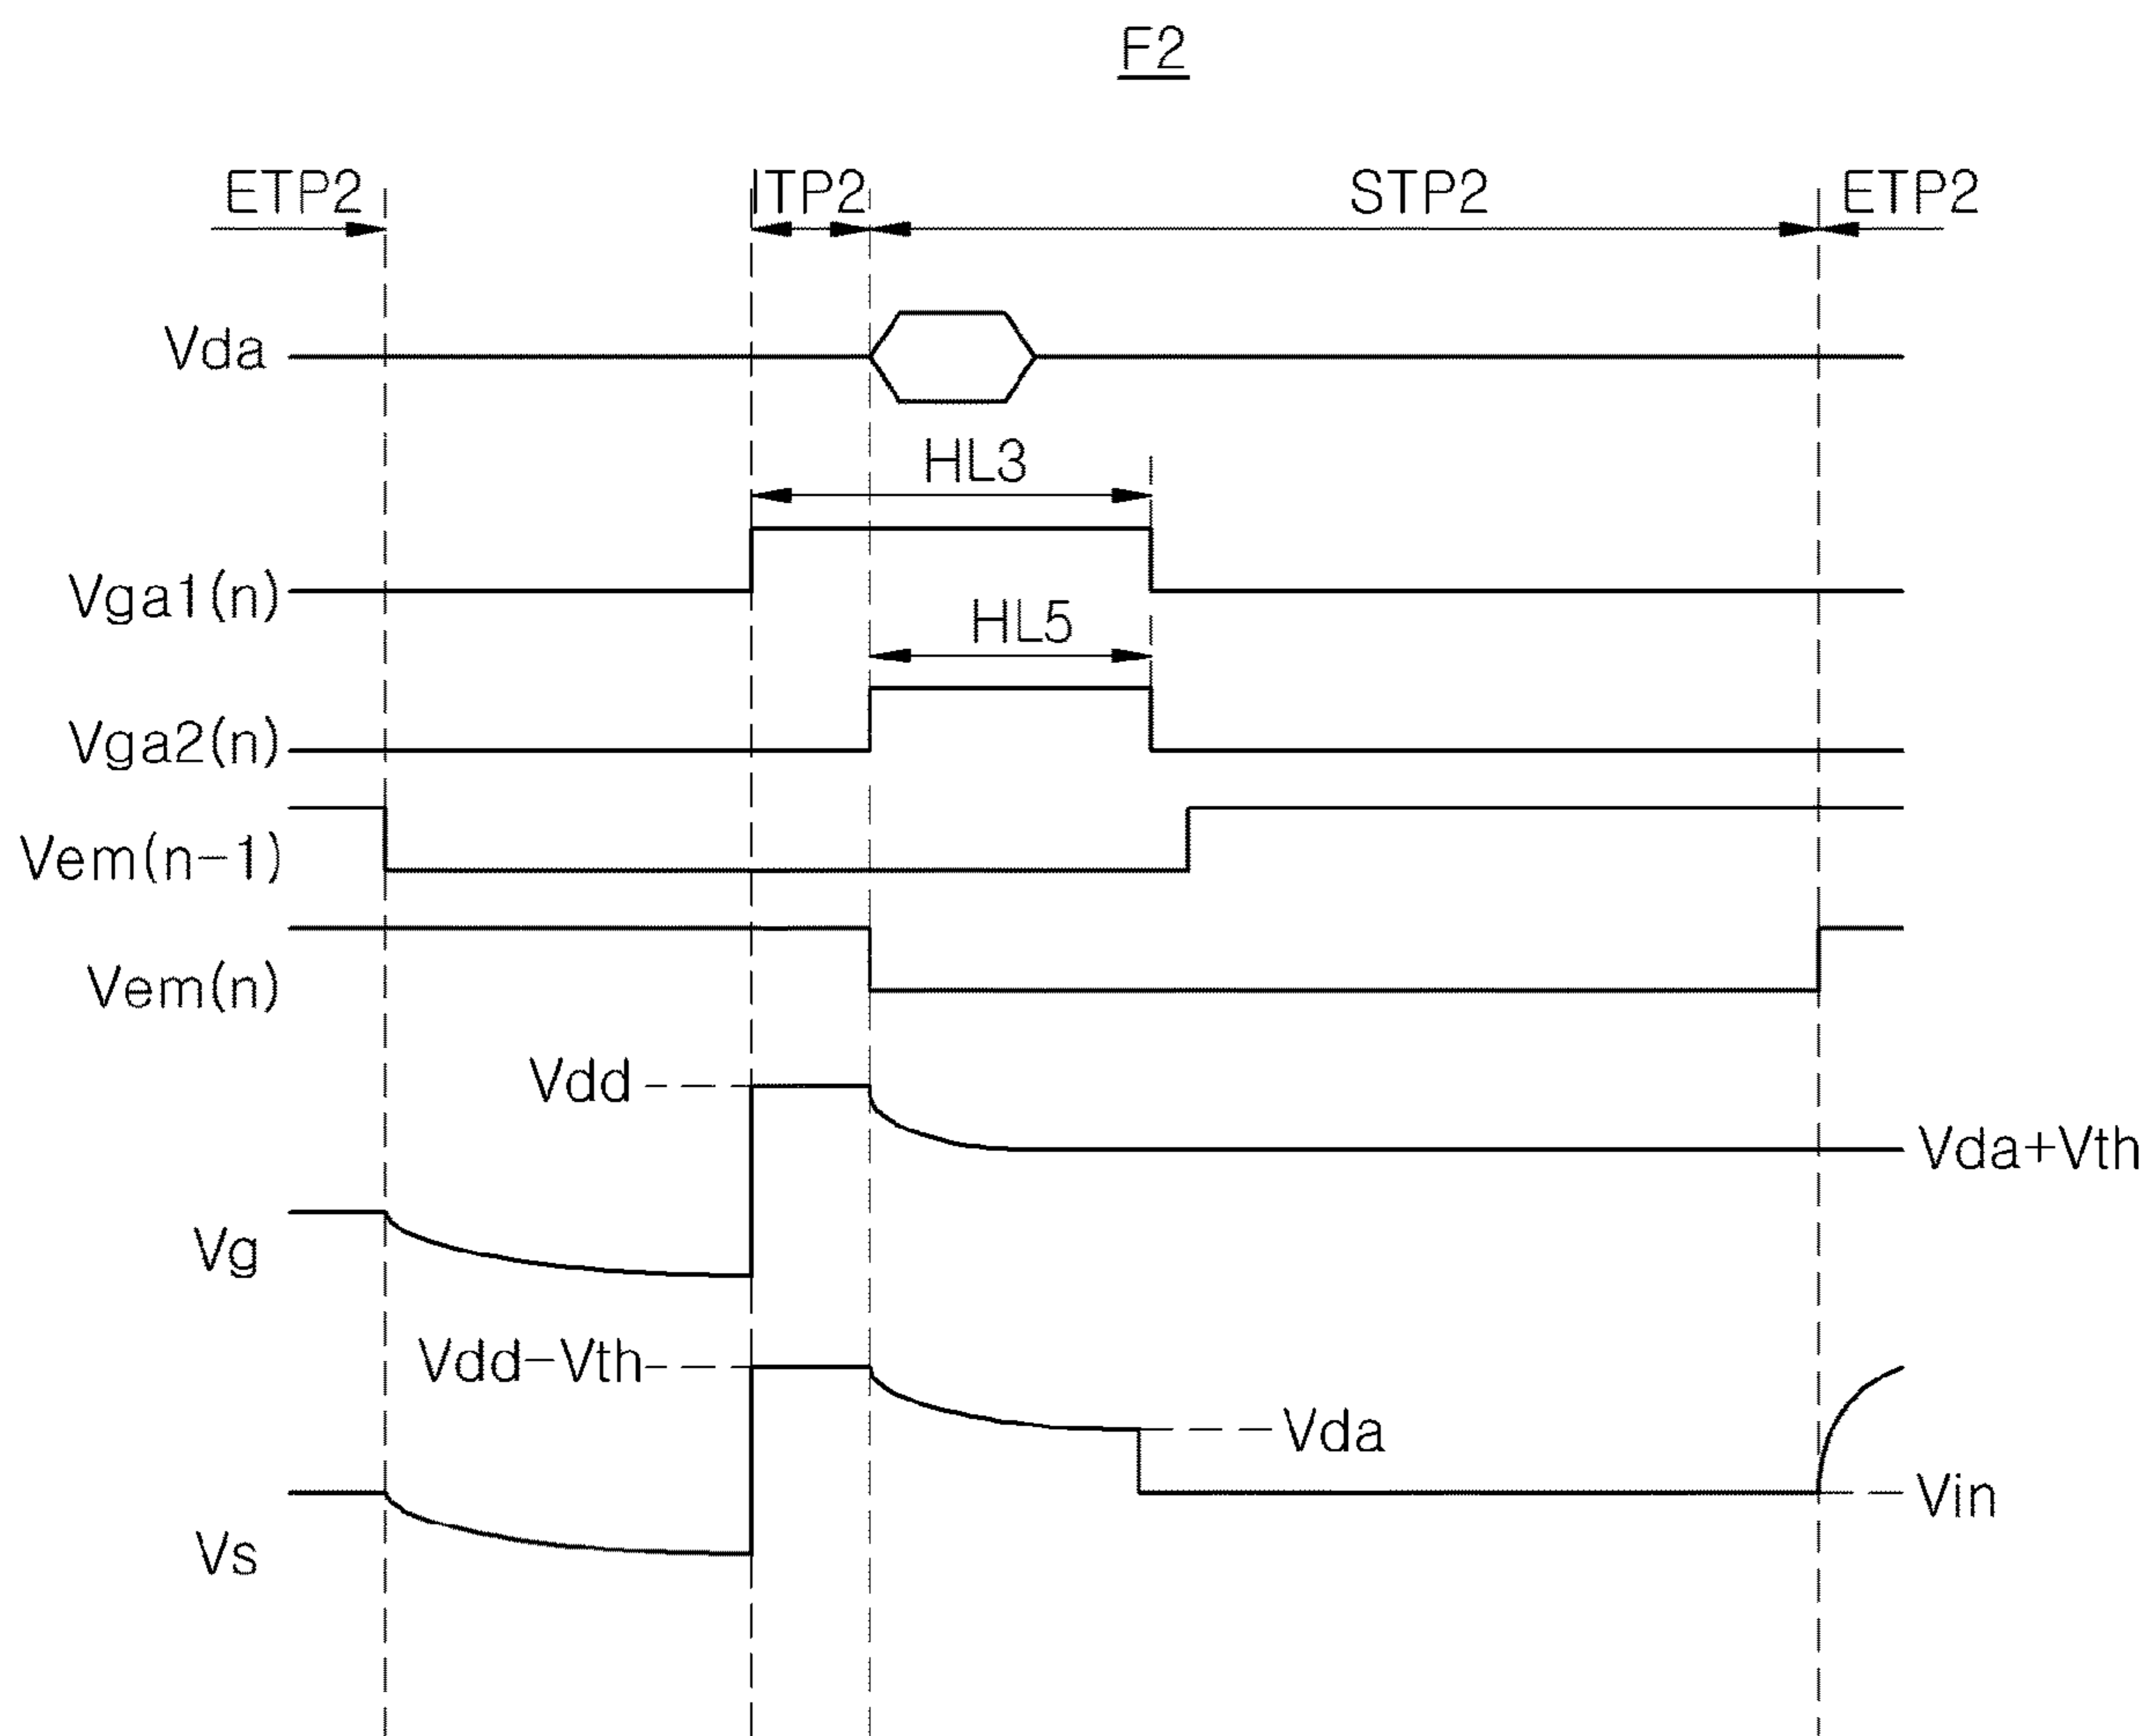 F2
ETP2 ITP2 STP2 ETP2
Vda
HL3
Vga1(n)
HL5
Vga2(n)
Vem(n-1)
Vem(n)
Vdd
Vda+Vth
Vg
Vdd-Vth
Vda
Vin
Vs